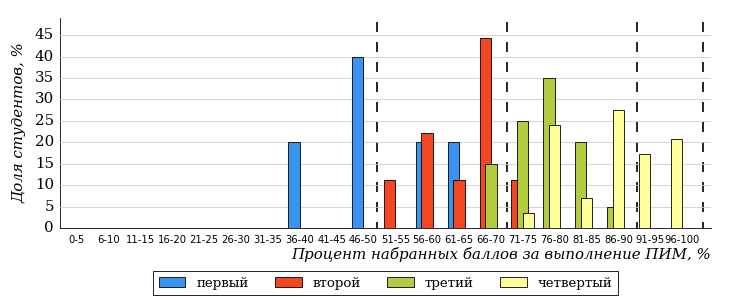 Доля студентов, %
45
40
35
30
25
20
15
10
5
0
0-5 6-10 11-15 16-20 21-25 26-30 31-35 36-40 41-45 46-50 51-55 56-60 61-65 66-70 71-75 76-80 81-85 86-90 91-95 96-100
Процент набранных баллов за выполнение ПИМ, %
первый второй третий четвертый